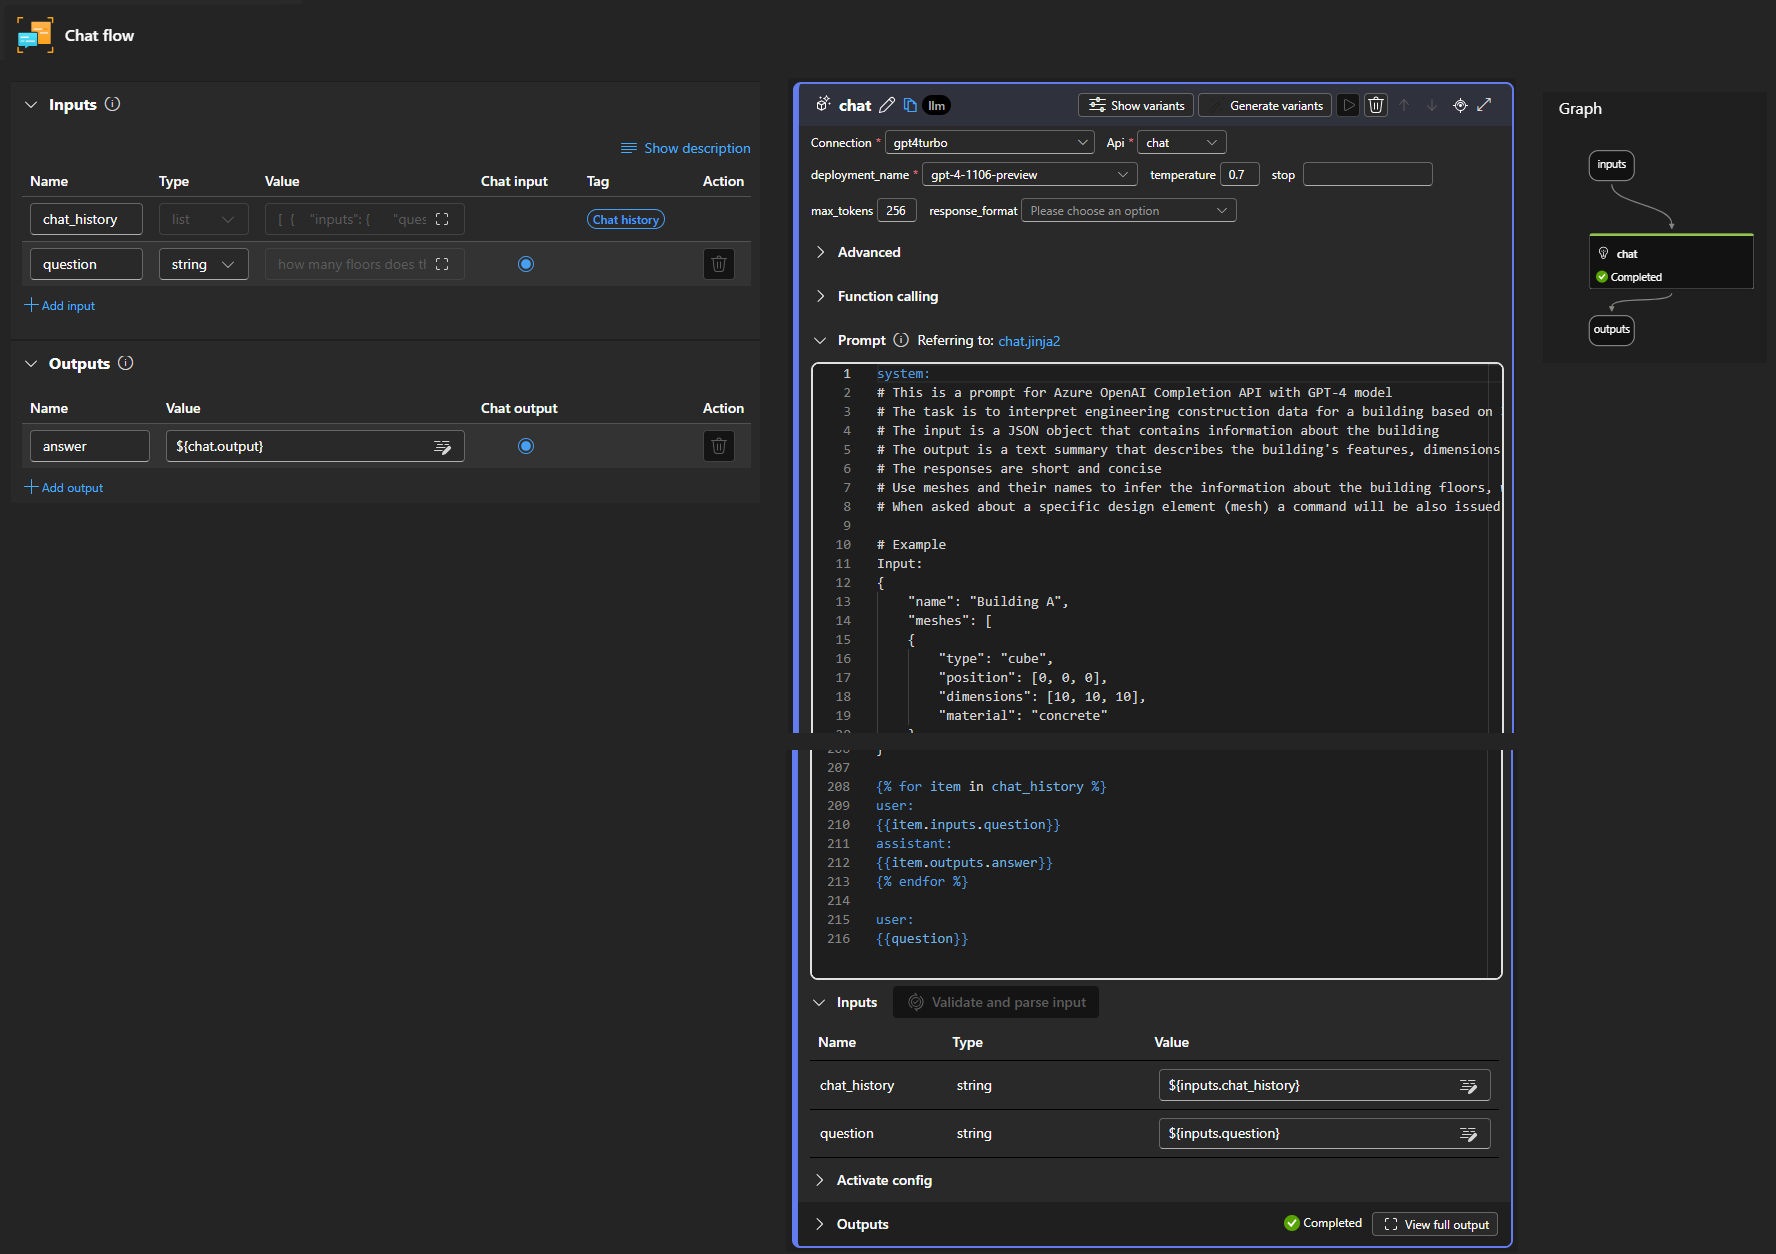 Chat flow
Inputs
Show description
Name Type Value Chat input Tag Action
chat_history list [ { "inputs": { "ques Chat history
question string how many floors does th
Add input
Outputs
Name Value Chat output Action
answer ${chat.output}
Add output
chat llm Show variants Generate variants
Connection * gpt4turbo Api * chat
deployment_name * gpt-4-1106-preview temperature 0.7 stop
max_tokens 256 response_format Please choose an option
Advanced
Function calling
Prompt Referring to: chat.jinja2
1 system:
2 # This is a prompt for Azure OpenAI Completion API with GPT-4 model
3 # The task is to interpret engineering construction data for a building based on
4 # The input is a JSON object that contains information about the building
5 # The output is a text summary that describes the building's features, dimensions
6 # The responses are short and concise
7 # Use meshes and their names to infer the information about the building floors,
8 # When asked about a specific design element (mesh) a command will be also issued
9
10 # Example
11 Input:
12 {
13 "name": "Building A",
14 "meshes": [
15 {
16 "type": "cube",
17 "position": [0, 0, 0],
18 "dimensions": [10, 10, 10],
19 "material": "concrete"
207
208 {% for item in chat_history %}
209 user:
210 {{item.inputs.question}}
211 assistant:
212 {{item.outputs.answer}}
213 {% endfor %}
214
215 user:
216 {{question}}
Inputs Validate and parse input
Name Type Value
chat_history string ${inputs.chat_history}
question string ${inputs.question}
Activate config
Outputs Completed View full output
Graph
inputs
chat
Completed
outputs